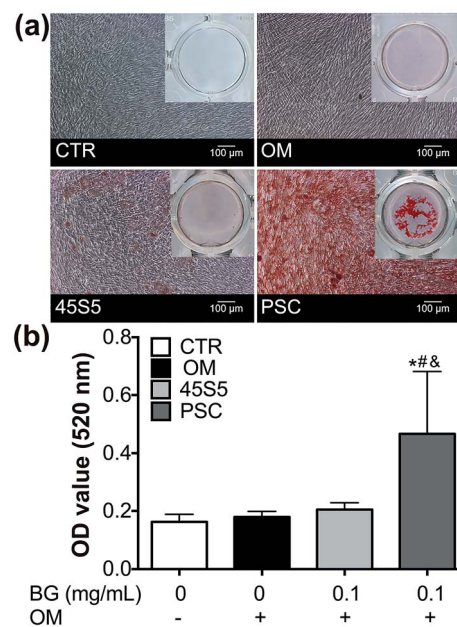 (a)
CTR
100 µm
OM
100 µm
45S5
100 µm
PSC
100 µm
(b)
OD value (520 nm)
0.8
0.6
0.4
0.2
0.0
CTR
OM
45S5
PSC
*#&
BG (mg/mL) 0 0 0.1 0.1
OM - + + +